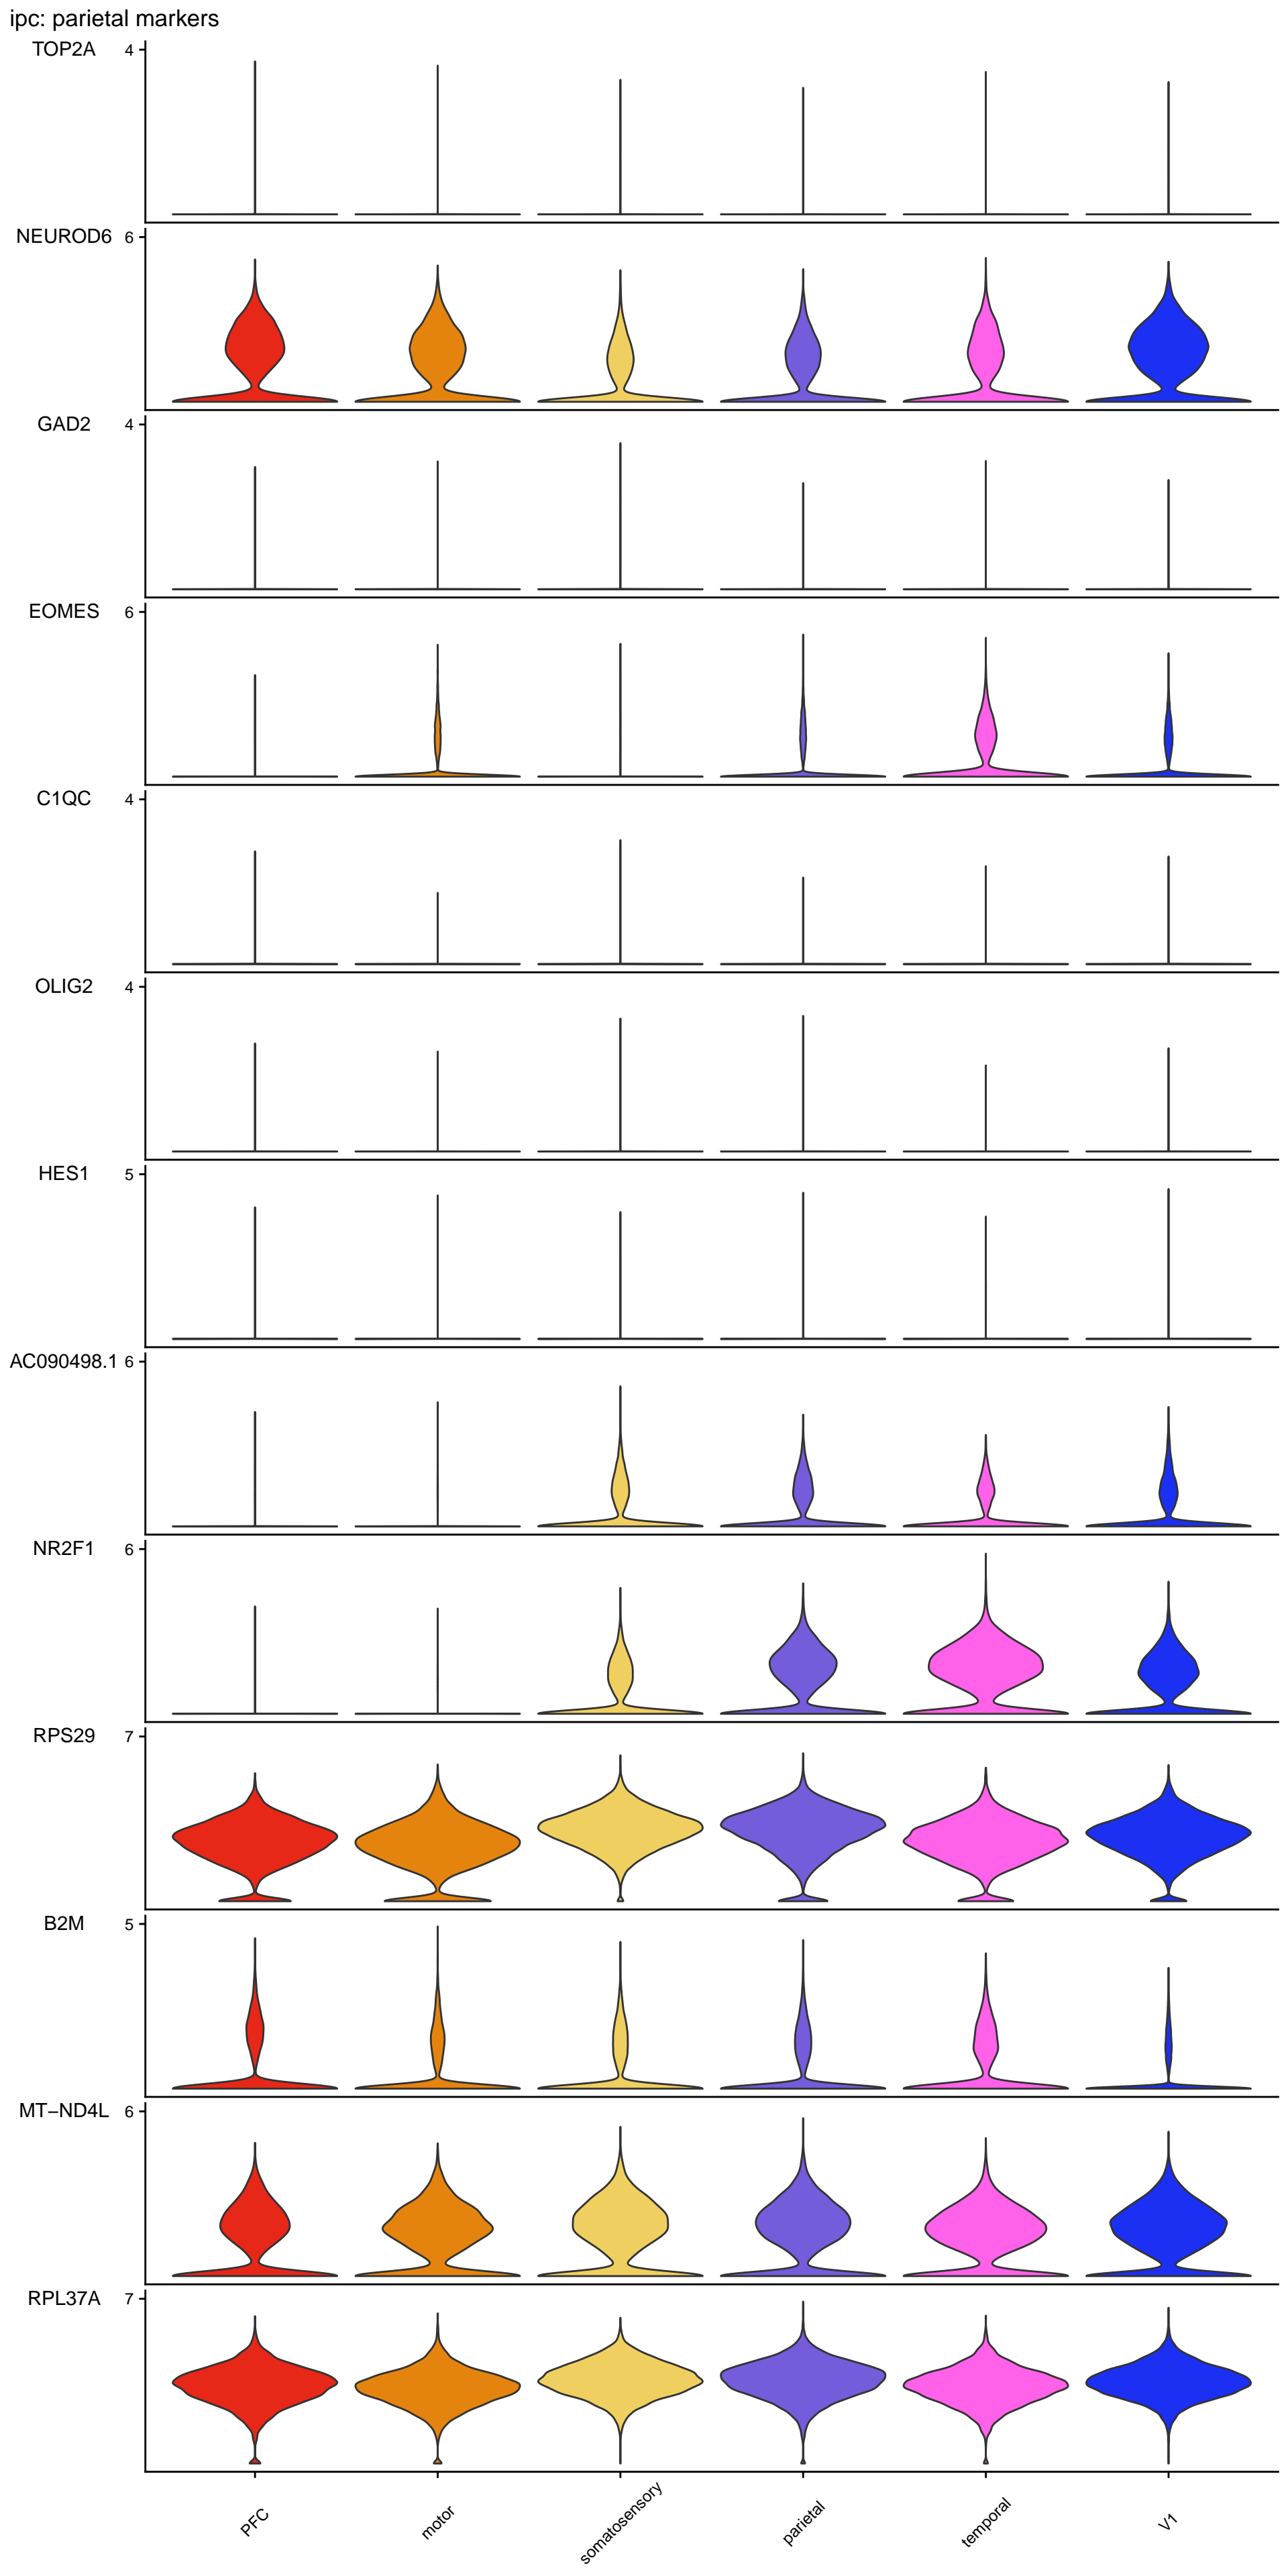 ipc: parietal markers
TOP2A 4
NEUROD6 6
GAD2 4
EOMES 6
C1QC 4
OLIG2 4
HES1 5
AC090498.1 6
NR2F1 6
RPS29 7
B2M 5
MT−ND4L 6
RPL37A 7
PFC motor somatosensory parietal temporal V1